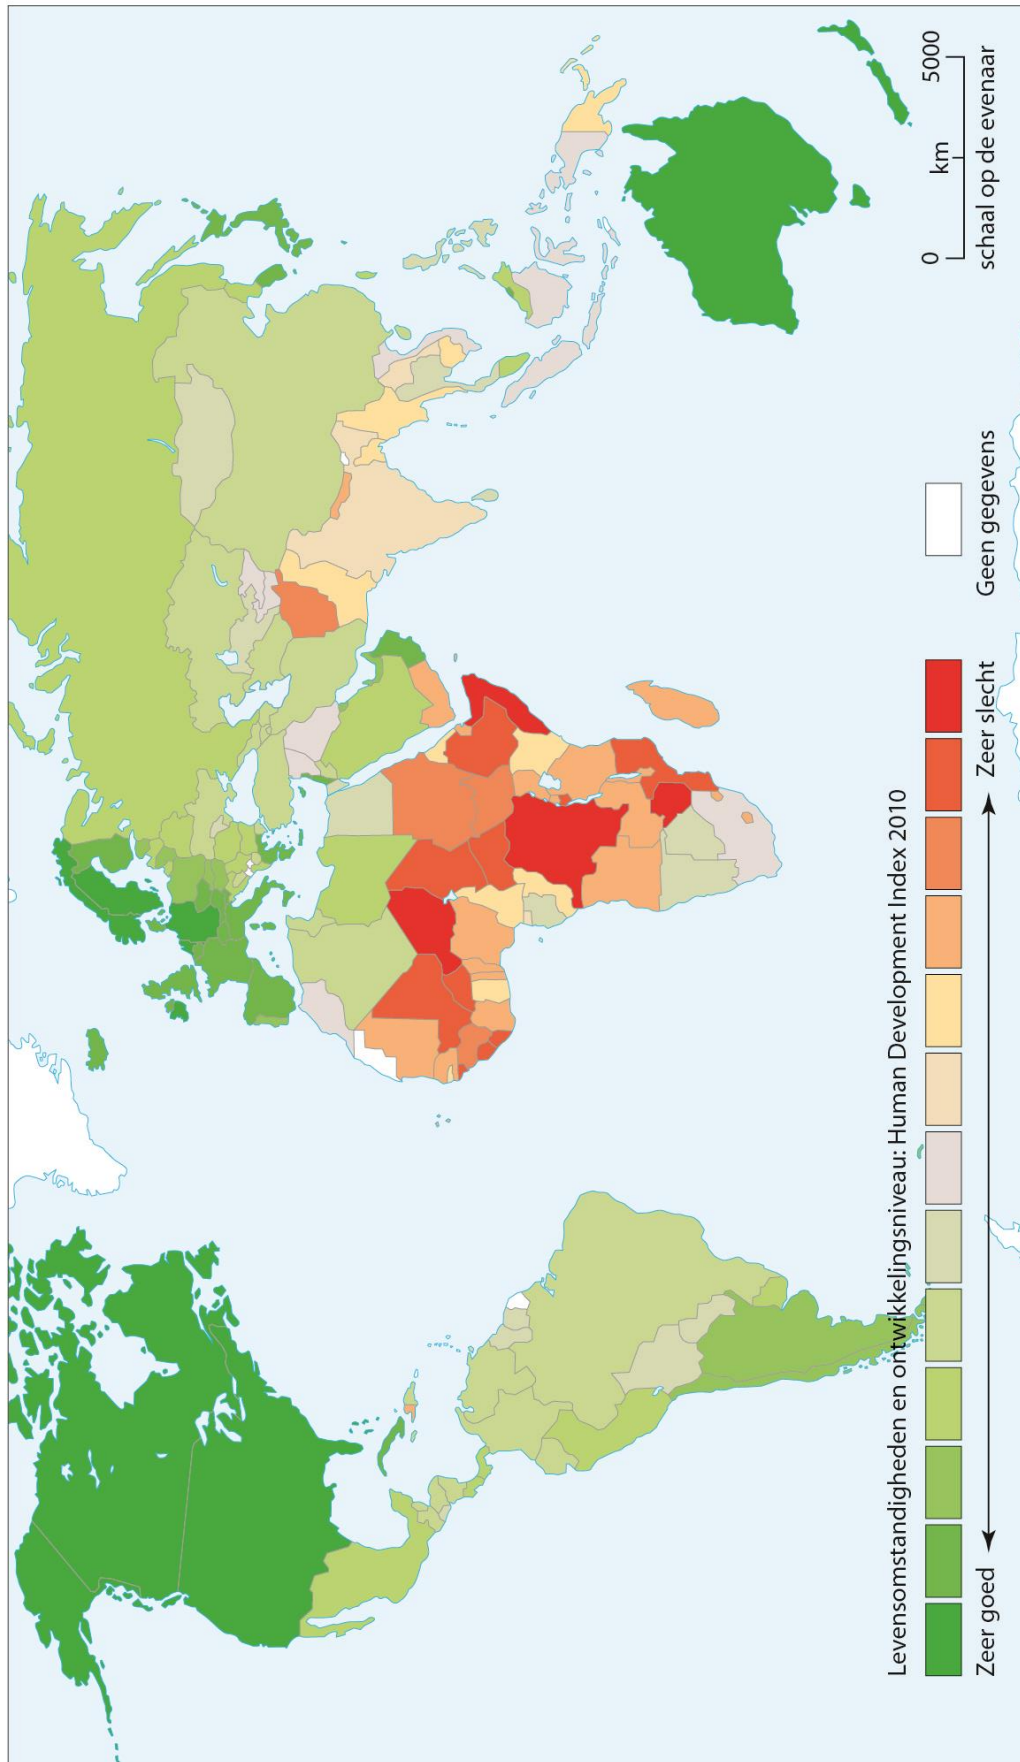 Levensomstandigheden en ontwikkelingsniveau: Human Development Index 2010
Zeer goed
Zeer slecht
Geen gegevens
0
km
5000
schaal op de evenaar